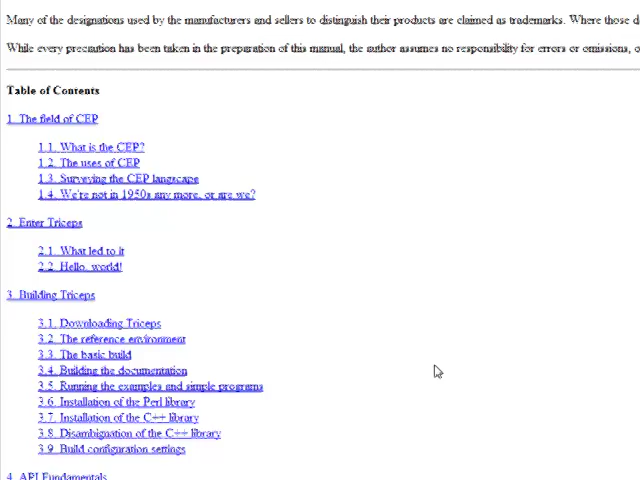 Many of the designations used by the manufacturers and sellers to distinguish their products are claimed as trademarks. Where those d
While every precaution has been taken in the preparation of this manual, the author assumes no responsibility for errors or omissions, o
Table of Contents
1. The field of CEP
1.1. What is the CEP?
1.2. The uses of CEP
1.3. Surveying the CEP langscape
1.4. We're not in 1950s any more, or are we?
2. Enter Triceps
2.1. What led to it
2.2. Hello, world!
3. Building Triceps
3.1. Downloading Triceps
3.2. The reference environment
3.3. The basic build
3.4. Building the documentation
3.5. Running the examples and simple programs
3.6. Installation of the Perl library
3.7. Installation of the C++ library
3.8. Disambiguation of the C++ library
3.9. Build configuration settings
4. API Fundamentals